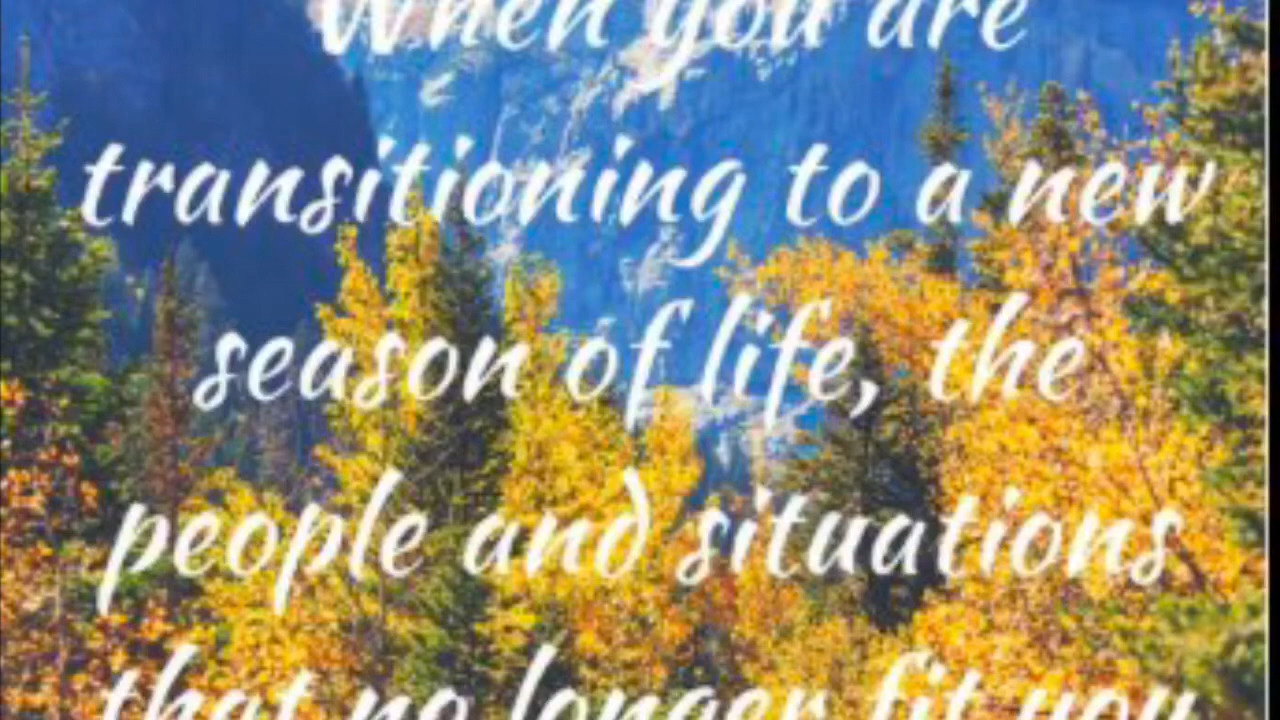 When you are
transitioning to a new
season of life, the
people and situations
that no longer fit you